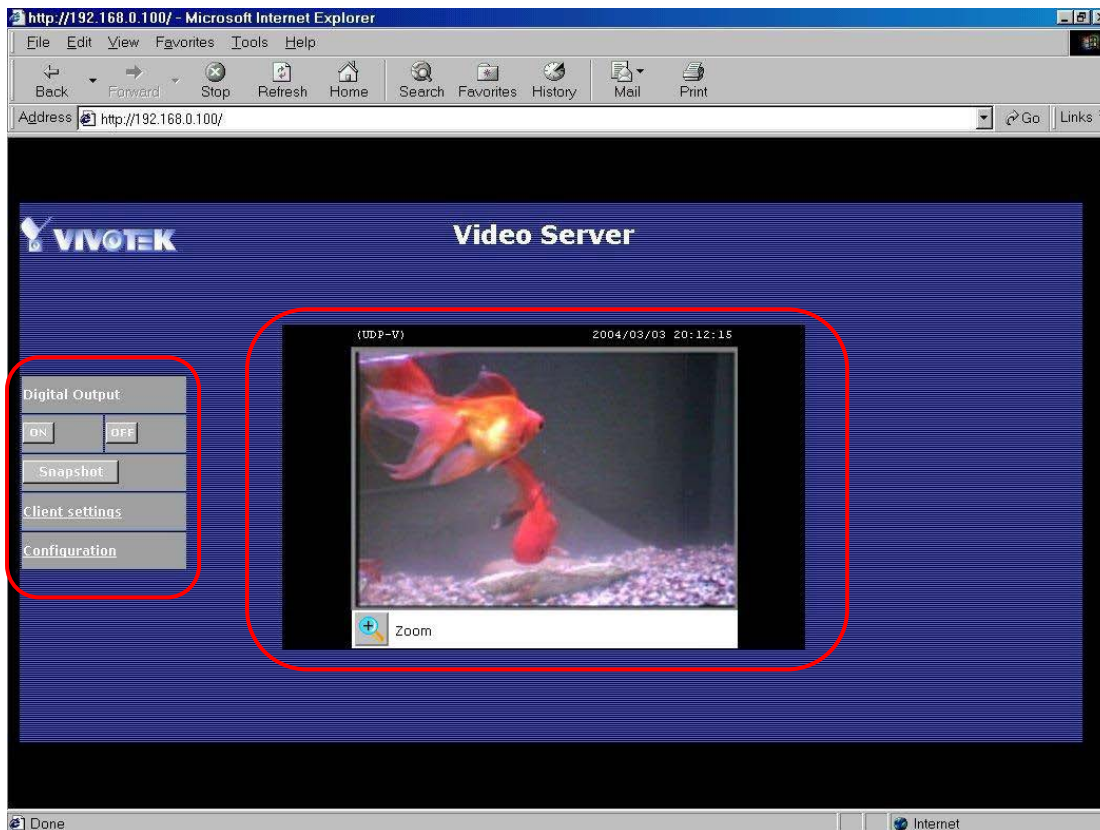 http://192.168.0.100/ - Microsoft Internet Explorer
File Edit View Favorites Tools Help
Back Forward Stop Refresh Home Search Favorites History Mail Print
Address http://192.168.0.100/ Go Links
VIVOTEK
Video Server
(UDP-V) 2004/03/03 20:12:15
Digital Output
ON OFF
Snapshot
Client settings
Configuration
Zoom
Done Internet